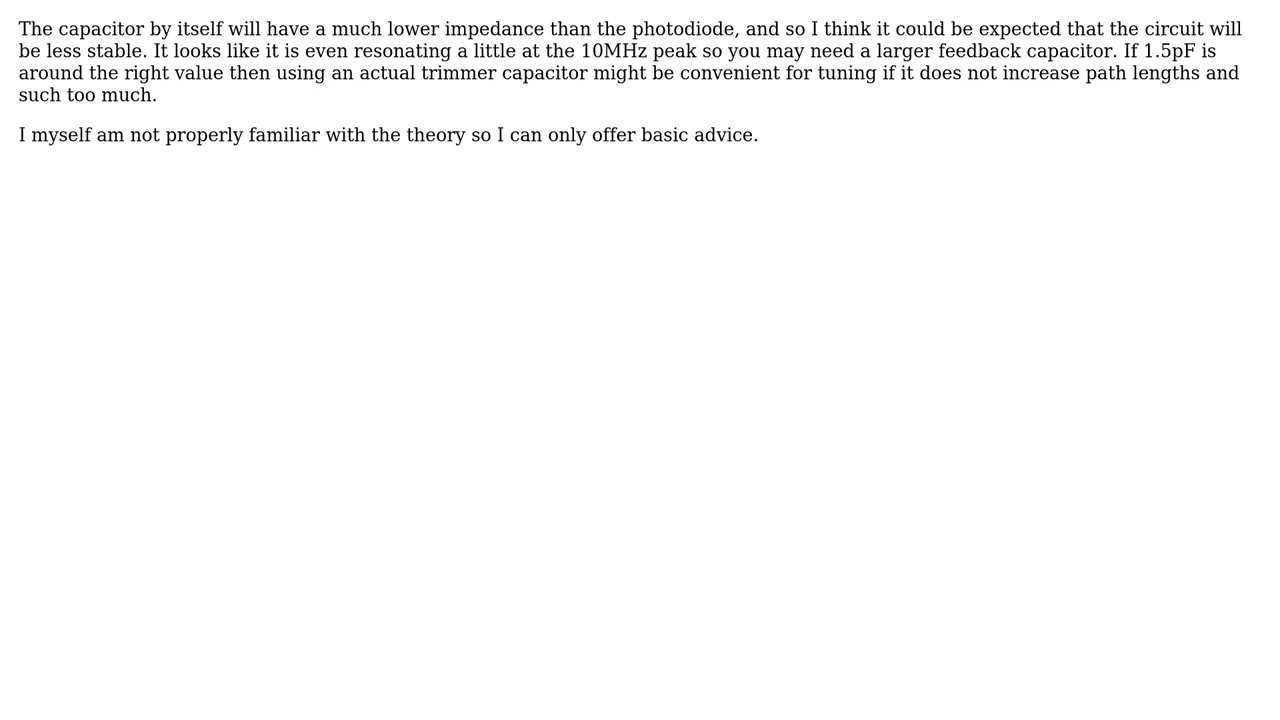 The capacitor by itself will have a much lower impedance than the photodiode, and so I think it could be expected that the circuit will
be less stable. It looks like it is even resonating a little at the 10MHz peak so you may need a larger feedback capacitor. If 1.5pF is
around the right value then using an actual trimmer capacitor might be convenient for tuning if it does not increase path lengths and
such too much.
I myself am not properly familiar with the theory so I can only offer basic advice.